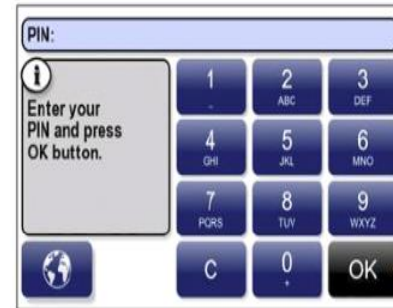 PIN:
i
Enter your
PIN and press
OK button.
1 2 3
_ ABC DEF
4 5 6
GHI JKL MNO
7 8 9
PQRS TUV WXYZ
C 0 OK
+